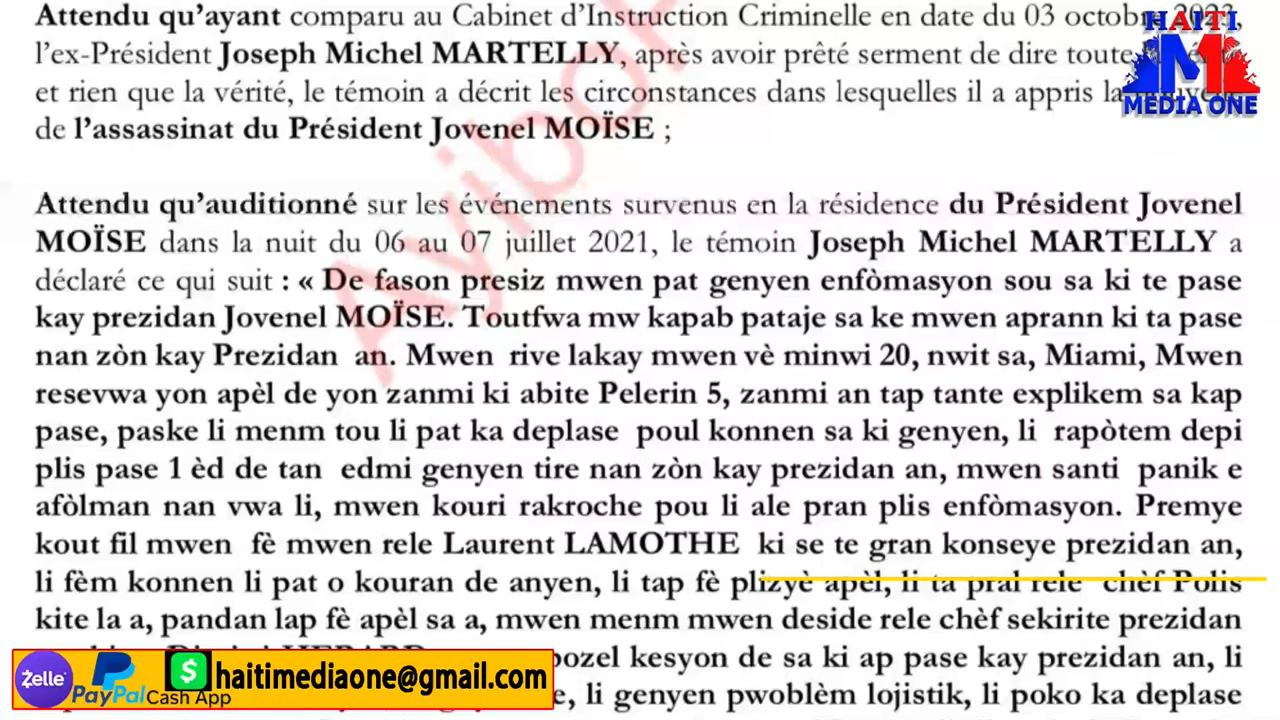 Attendu qu'ayant comparu au Cabinet d'Instruction Criminelle en date du 03 octobre 2023,
l'ex-Président Joseph Michel MARTELLY, après avoir prêté serment de dire toute
et rien que la vérité, le témoin a décrit les circonstances dans lesquelles il a appris la
de l'assassinat du Président Jovenel MOÏSE ;
HAITI
M
MEDIA ONE
Attendu qu'auditionné sur les événements survenus en la résidence du Président Jovenel
MOÏSE dans la nuit du 06 au 07 juillet 2021, le témoin Joseph Michel MARTELLY a
déclaré ce qui suit : « De fason presiz mwen pat genyen enfòmasyon sou sa ki te pase
kay prezidan Jovenel MOÏSE. Toutfwa mw kapab pataje sa ke mwen aprann ki ta pase
nan zòn kay Prezidan an. Mwen rive lakay mwen vè minwi 20, nwit sa, Miami, Mwen
resevwa yon apèl de yon zanmi ki abite Pelerin 5, zanmi an tap tante explikem sa kap
pase, paske li menm tou li pat ka deplase poul konnen sa ki genyen, li rapòtem depi
plis pase 1 èd de tan edmi genyen tire nan zòn kay prezidan an, mwen santi panik e
afòlman nan vwa li, mwen kouri rakroche pou li ale pran plis enfòmasyon. Premye
kout fil mwen fè mwen rele Laurent LAMOTHE ki se te gran konseye prezidan an,
li fèm konnen li pat o kouran de anyen, li tap fè plizyè apèl, li ta pral rele chèf Polis
kite la a, pandan lap fè apèl sa a, mwen menm mwen deside rele chèf sekirite prezidan
pozel kesyon de sa ki ap pase kay prezidan an, li
li genyen pwoblèm lojistik, li poko ka deplase
Zelle
PayPal
$
Cash App
haitimediaone@gmail.com